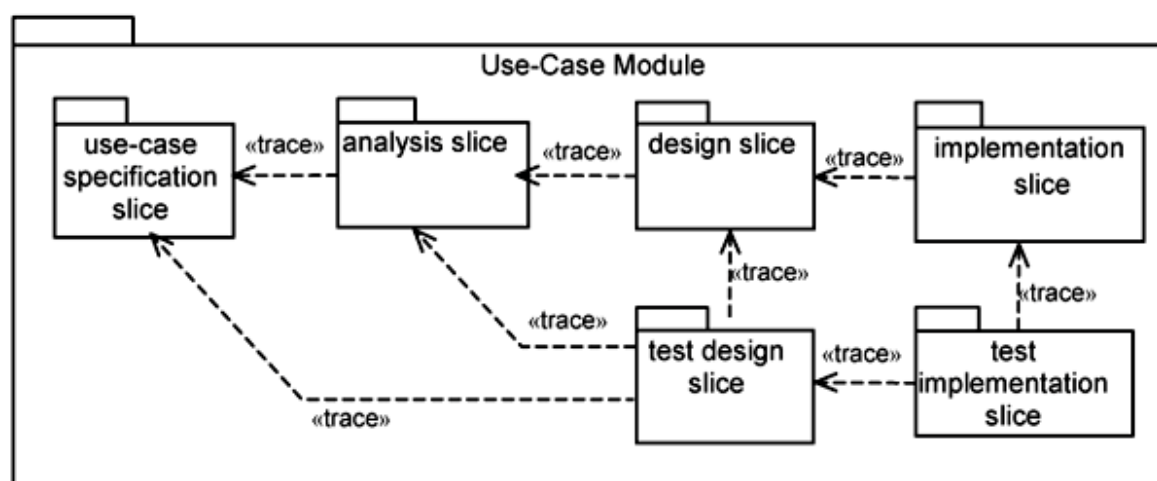 Use-Case Module
use-case
specification
slice
«trace»
analysis slice
«trace»
design slice
«trace»
implementation
slice
«trace»
«trace»
«trace»
test design
slice
«trace»
test
implementation
slice
«trace»